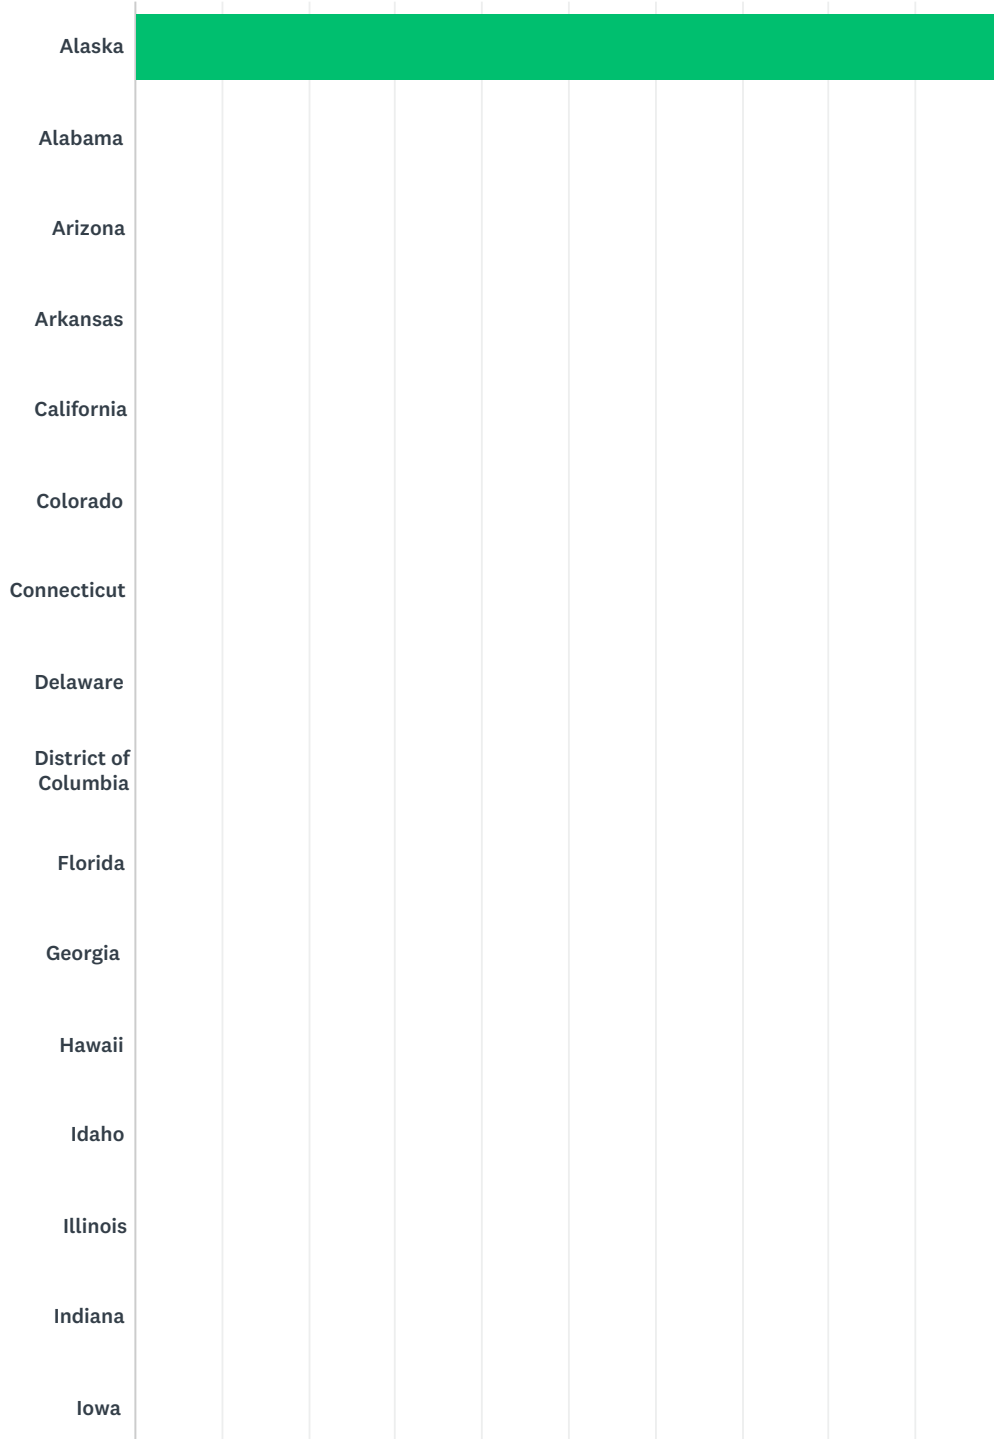 Alaska
Alabama
Arizona
Arkansas
California
Colorado
Connecticut
Delaware
District of
Columbia
Florida
Georgia
Hawaii
Idaho
Illinois
Indiana
Iowa